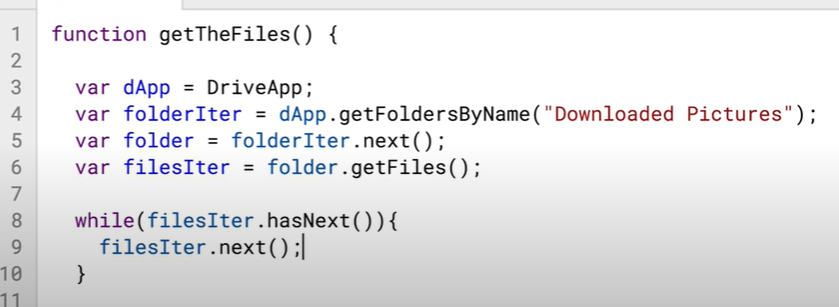 1 function getTheFiles() {
2
3 var dApp = DriveApp;
4 var folderIter = dApp.getFoldersByName("Downloaded Pictures");
5 var folder = folderIter.next();
6 var filesIter = folder.getFiles();
7
8 while(filesIter.hasNext()){
9 filesIter.next();
10 }
11